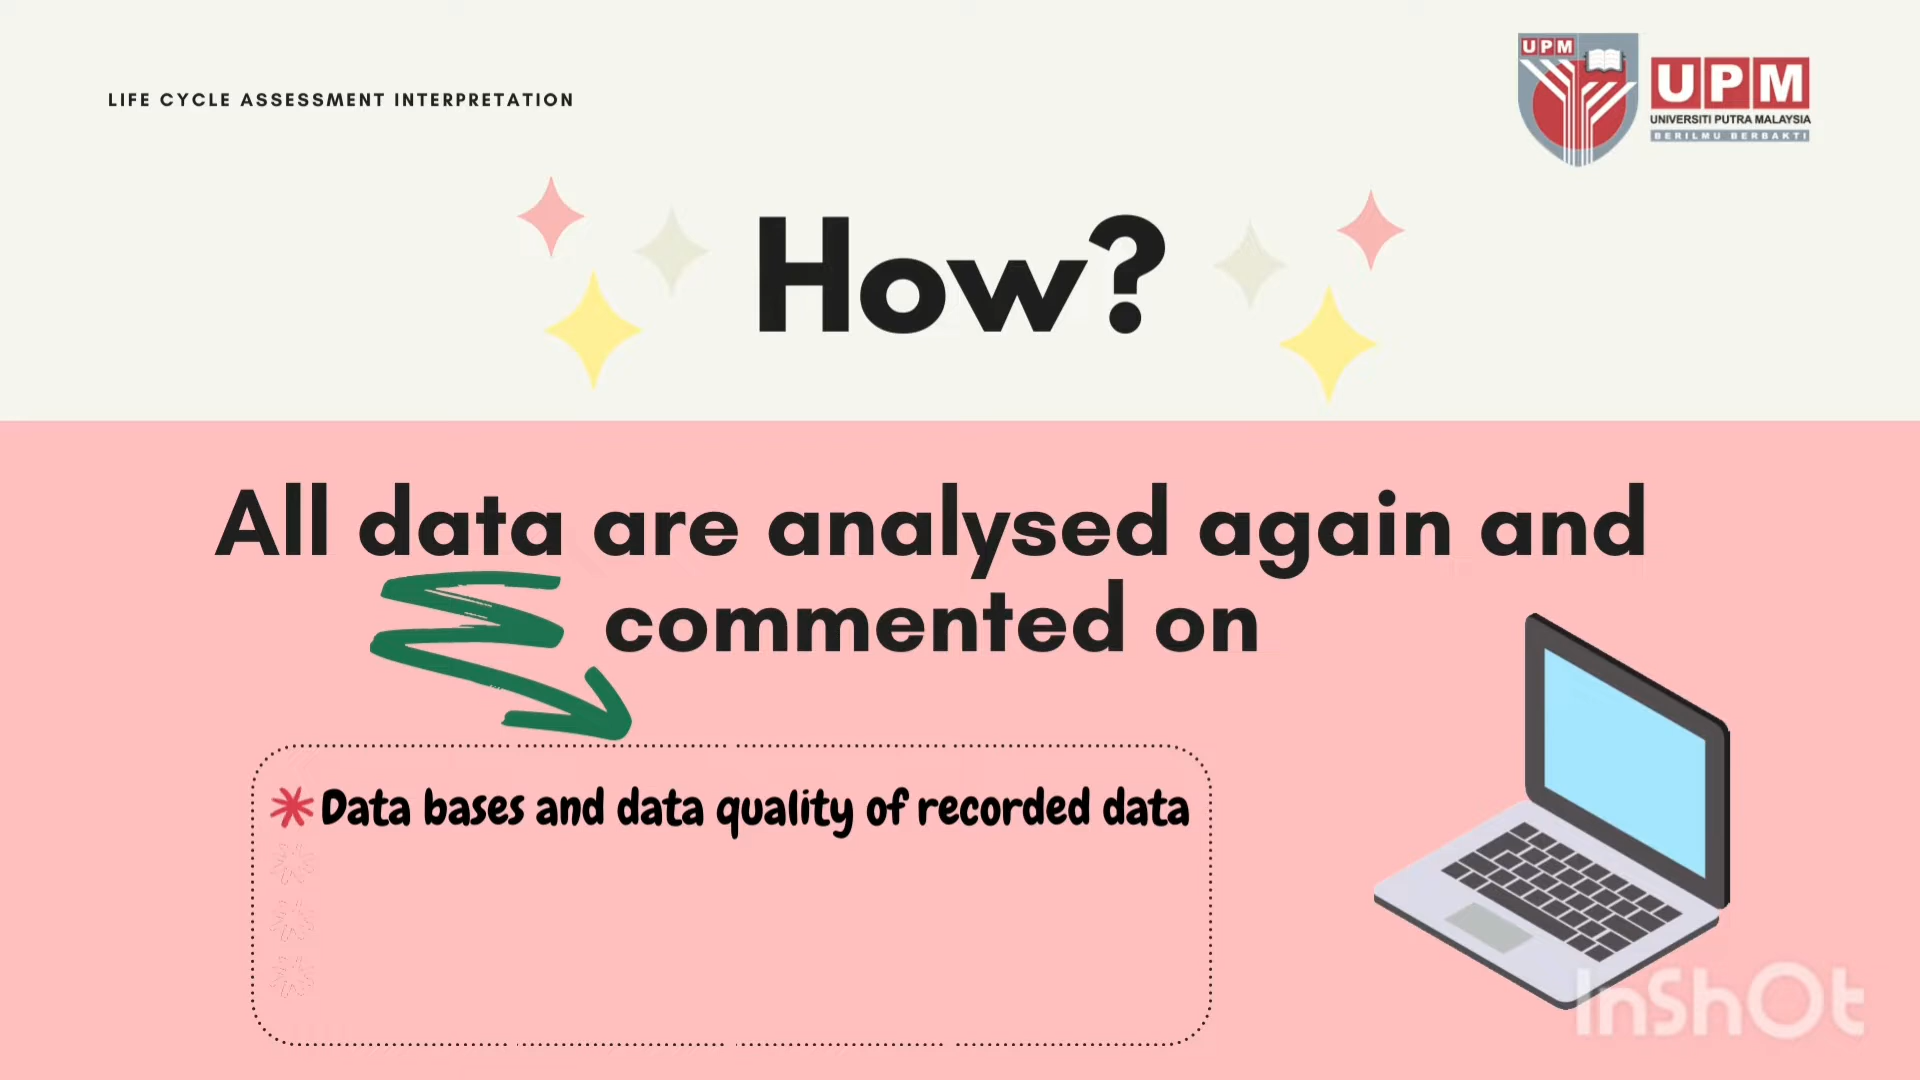 LIFE CYCLE ASSESSMENT INTERPRETATION
UPM
UPM
UNIVERSITI PUTRA MALAYSIA
BERILMU BERBAKTI
How?
All data are analysed again and
commented on
Data bases and data quality of recorded data
InShOt